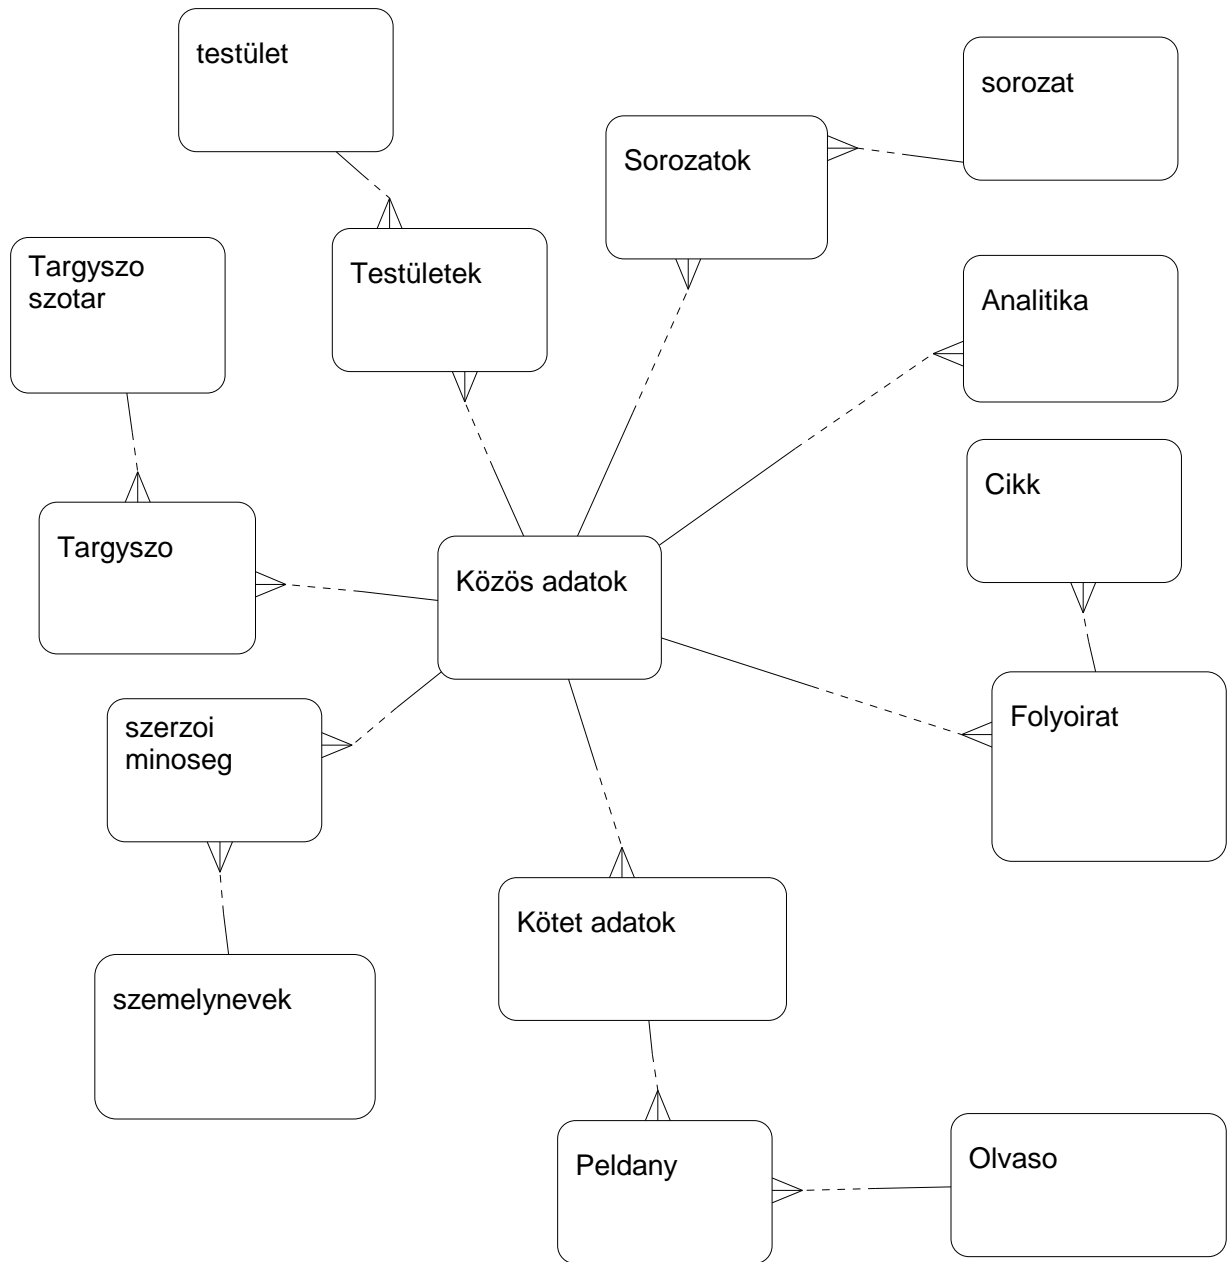 testület
sorozat
Sorozatok
Targyszo
szotar
Testületek
Analitika
Cikk
Targyszo
Közös adatok
szerzoi
minoseg
Folyoirat
Kötet adatok
szemelynevek
Peldany
Olvaso